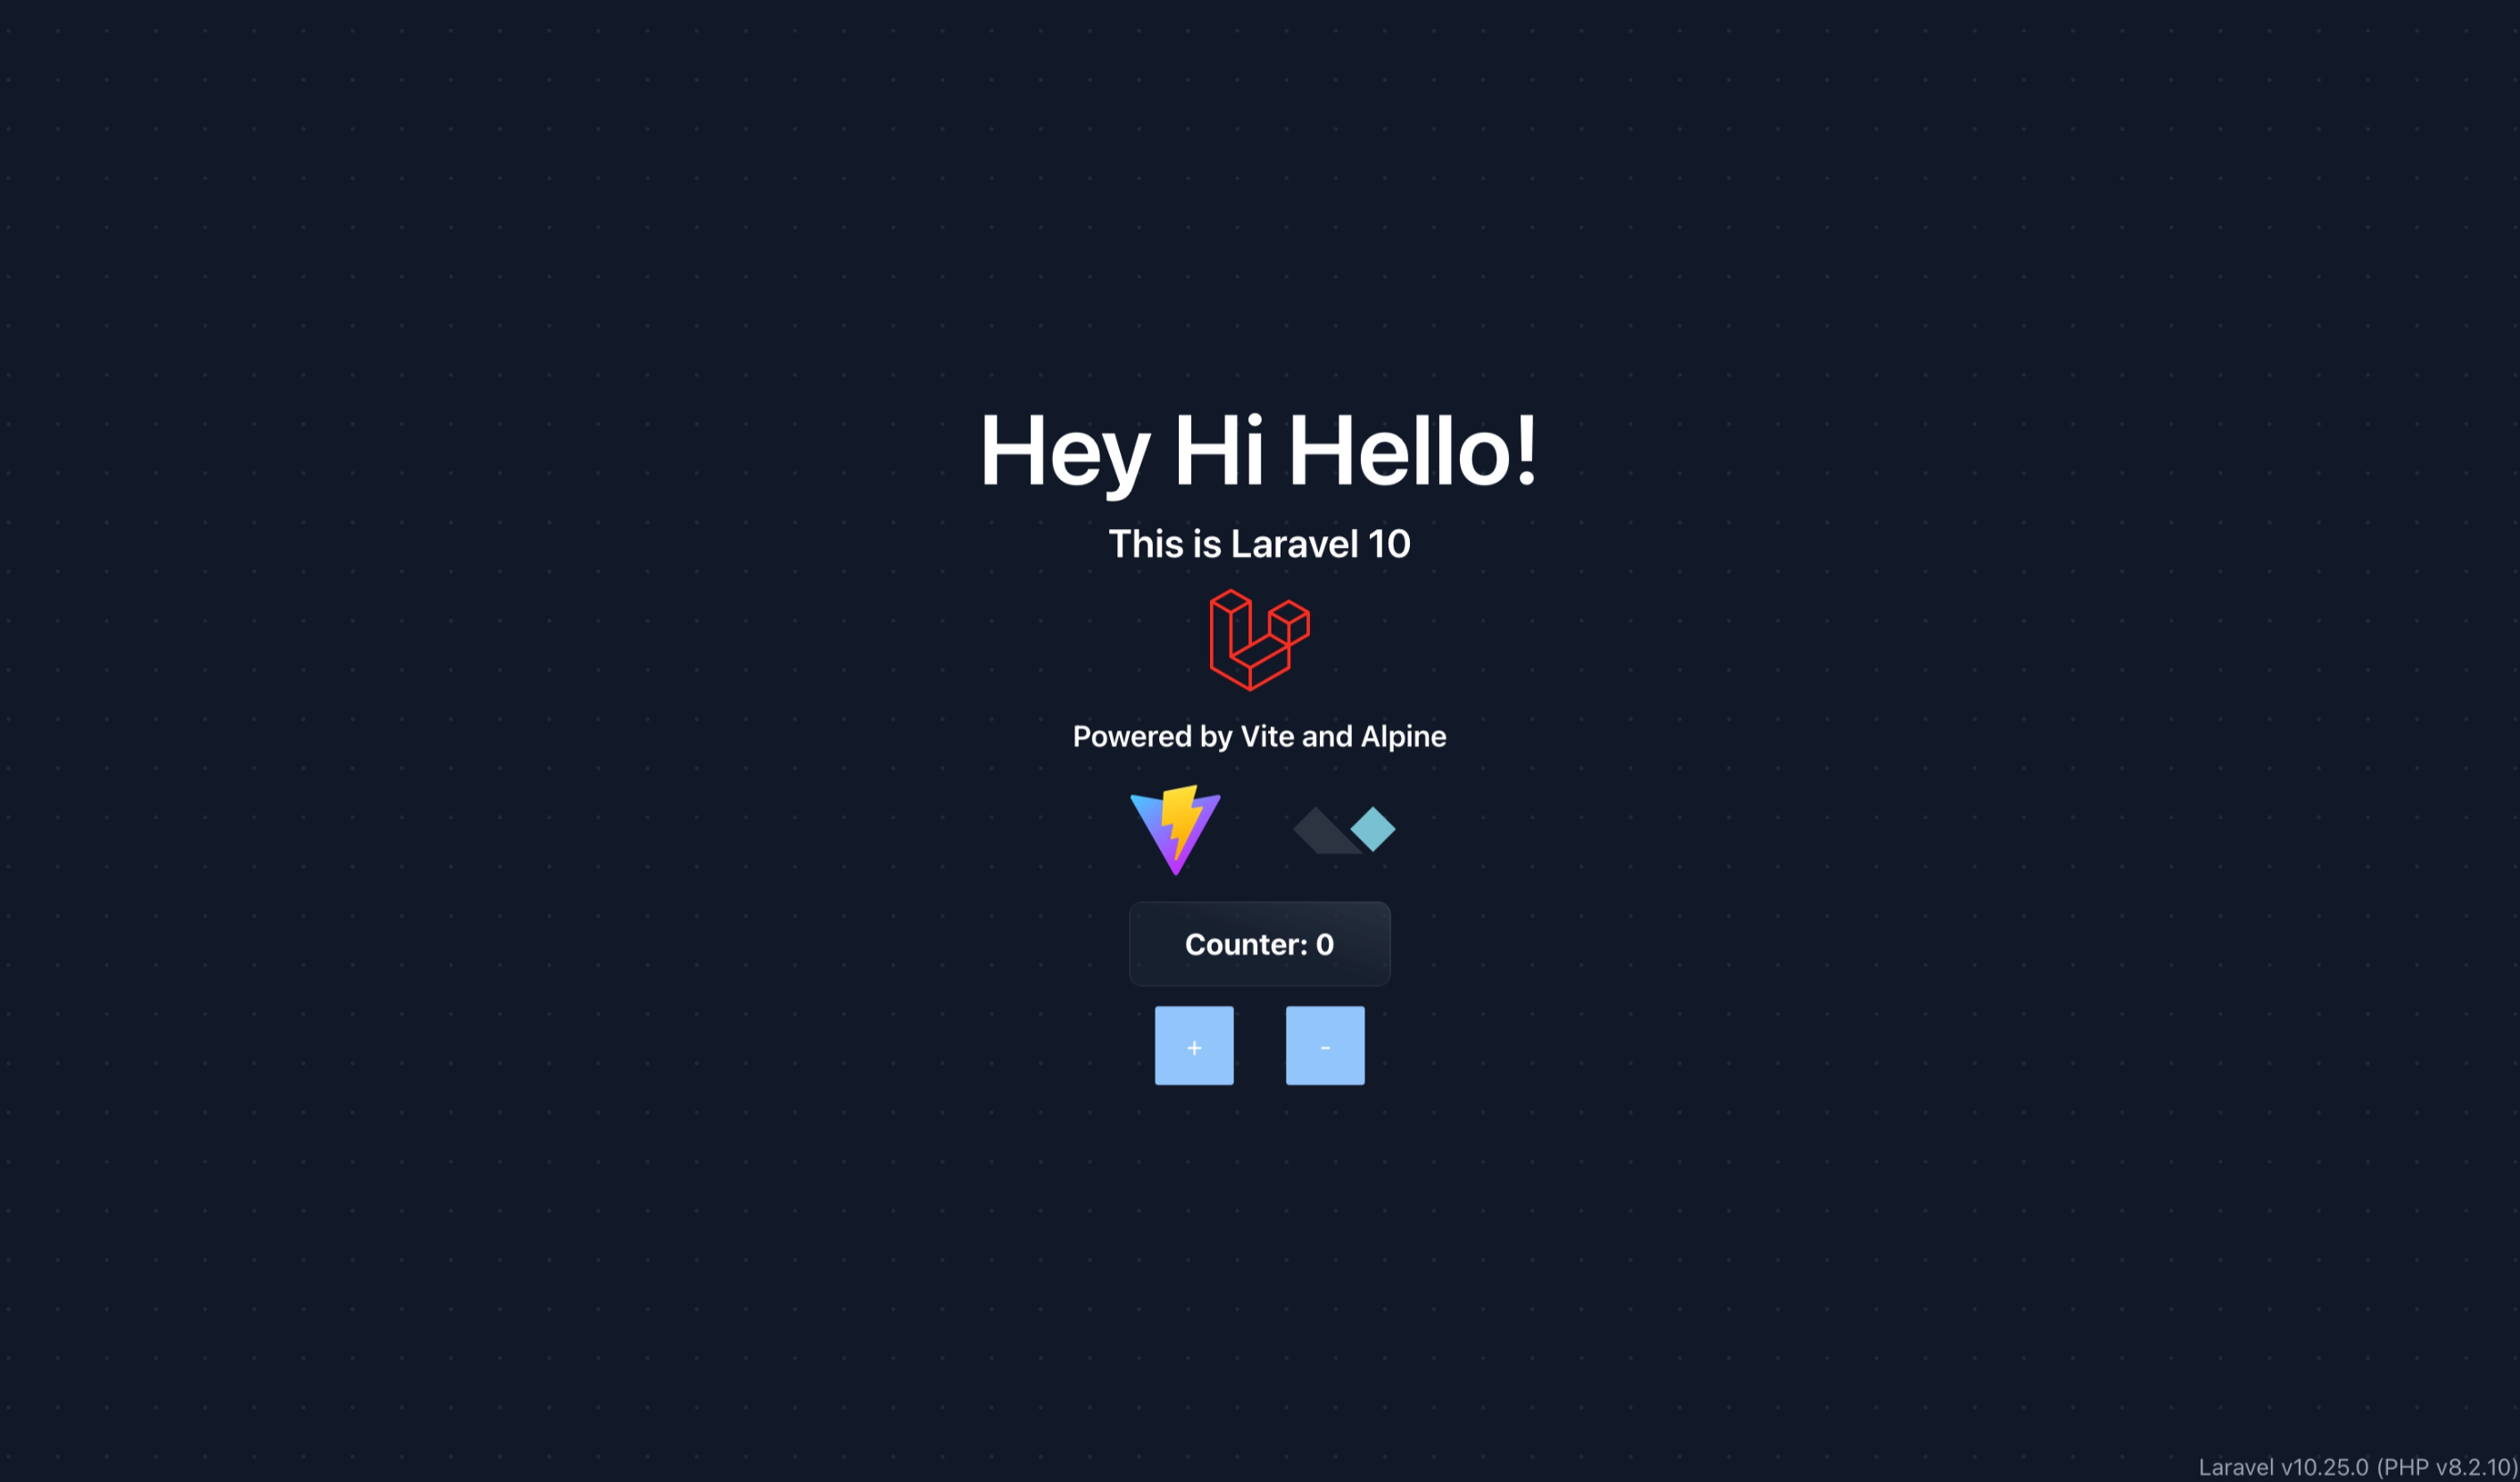 Hey Hi Hello!
This is Laravel 10
Powered by Vite and Alpine
Counter: 0
+ -
Laravel v10.25.0 (PHP v8.2.10)